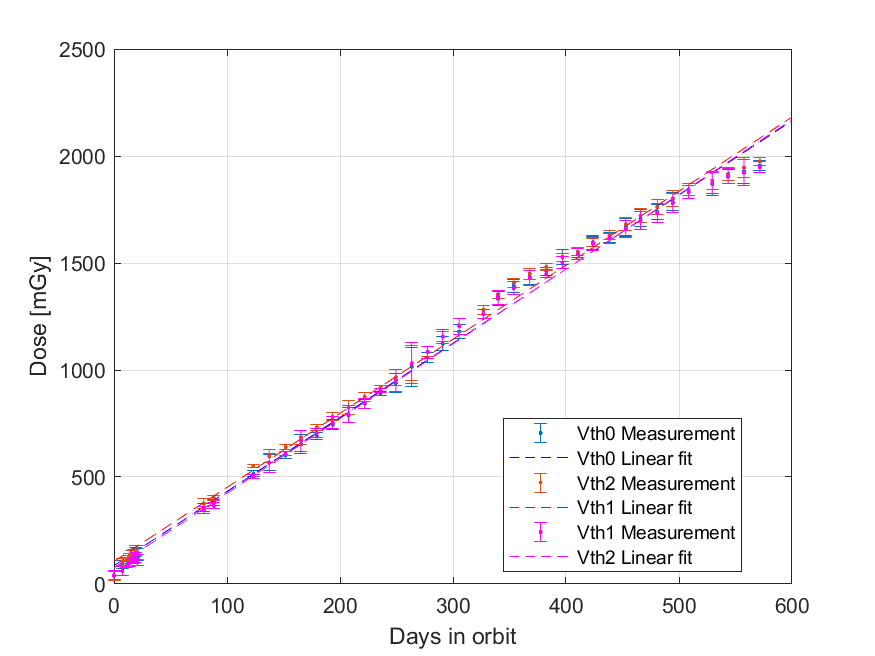 2500
2000
1500
1000
500
0
Dose [mGy]
0 100 200 300 400 500 600
Days in orbit
Vth0 Measurement
Vth0 Linear fit
Vth2 Measurement
Vth1 Linear fit
Vth1 Measurement
Vth2 Linear fit